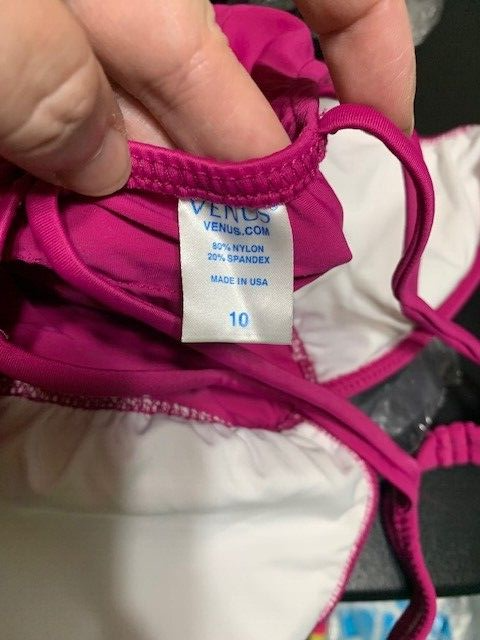 VENUS
VENUS.COM
80% NYLON
20% SPANDEX
MADE IN USA
10